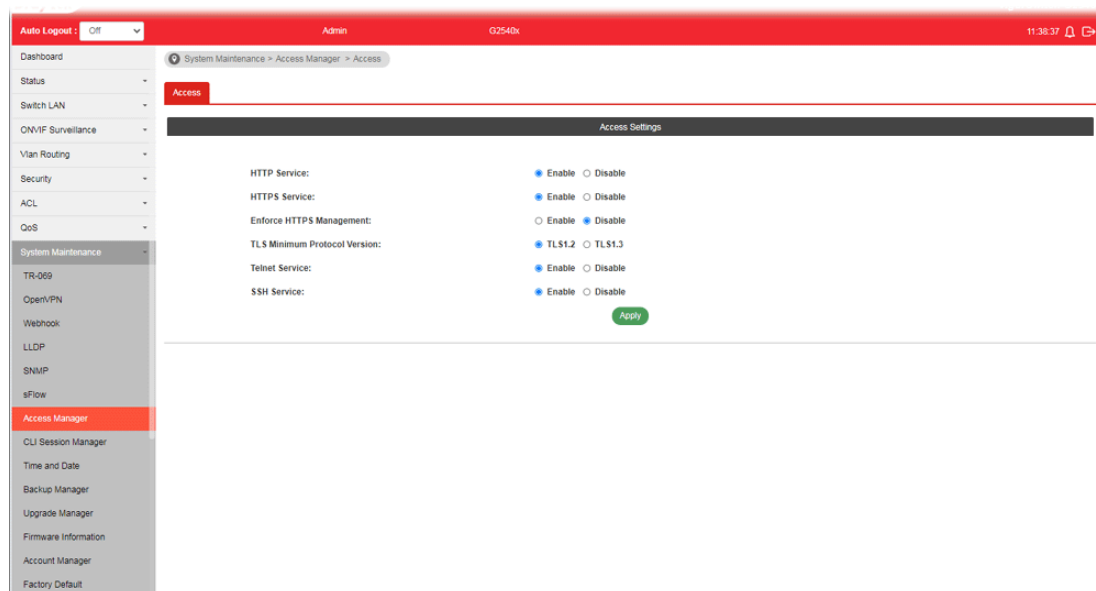 Auto Logout : Off Admin G2540x 11:38:37
Dashboard
System Maintenance > Access Manager > Access
Status
Access
Switch LAN
ONVIF Surveillance
Access Settings
Vlan Routing
HTTP Service: Enable Disable
Security
HTTPS Service: Enable Disable
ACL
Enforce HTTPS Management: Enable Disable
QoS
TLS Minimum Protocol Version: TLS1.2 TLS1.3
System Maintenance
Telnet Service: Enable Disable
TR-069
SSH Service: Enable Disable
OpenVPN
Apply
Webhook
LLDP
SNMP
sFlow
Access Manager
CLI Session Manager
Time and Date
Backup Manager
Upgrade Manager
Firmware Information
Account Manager
Factory Default